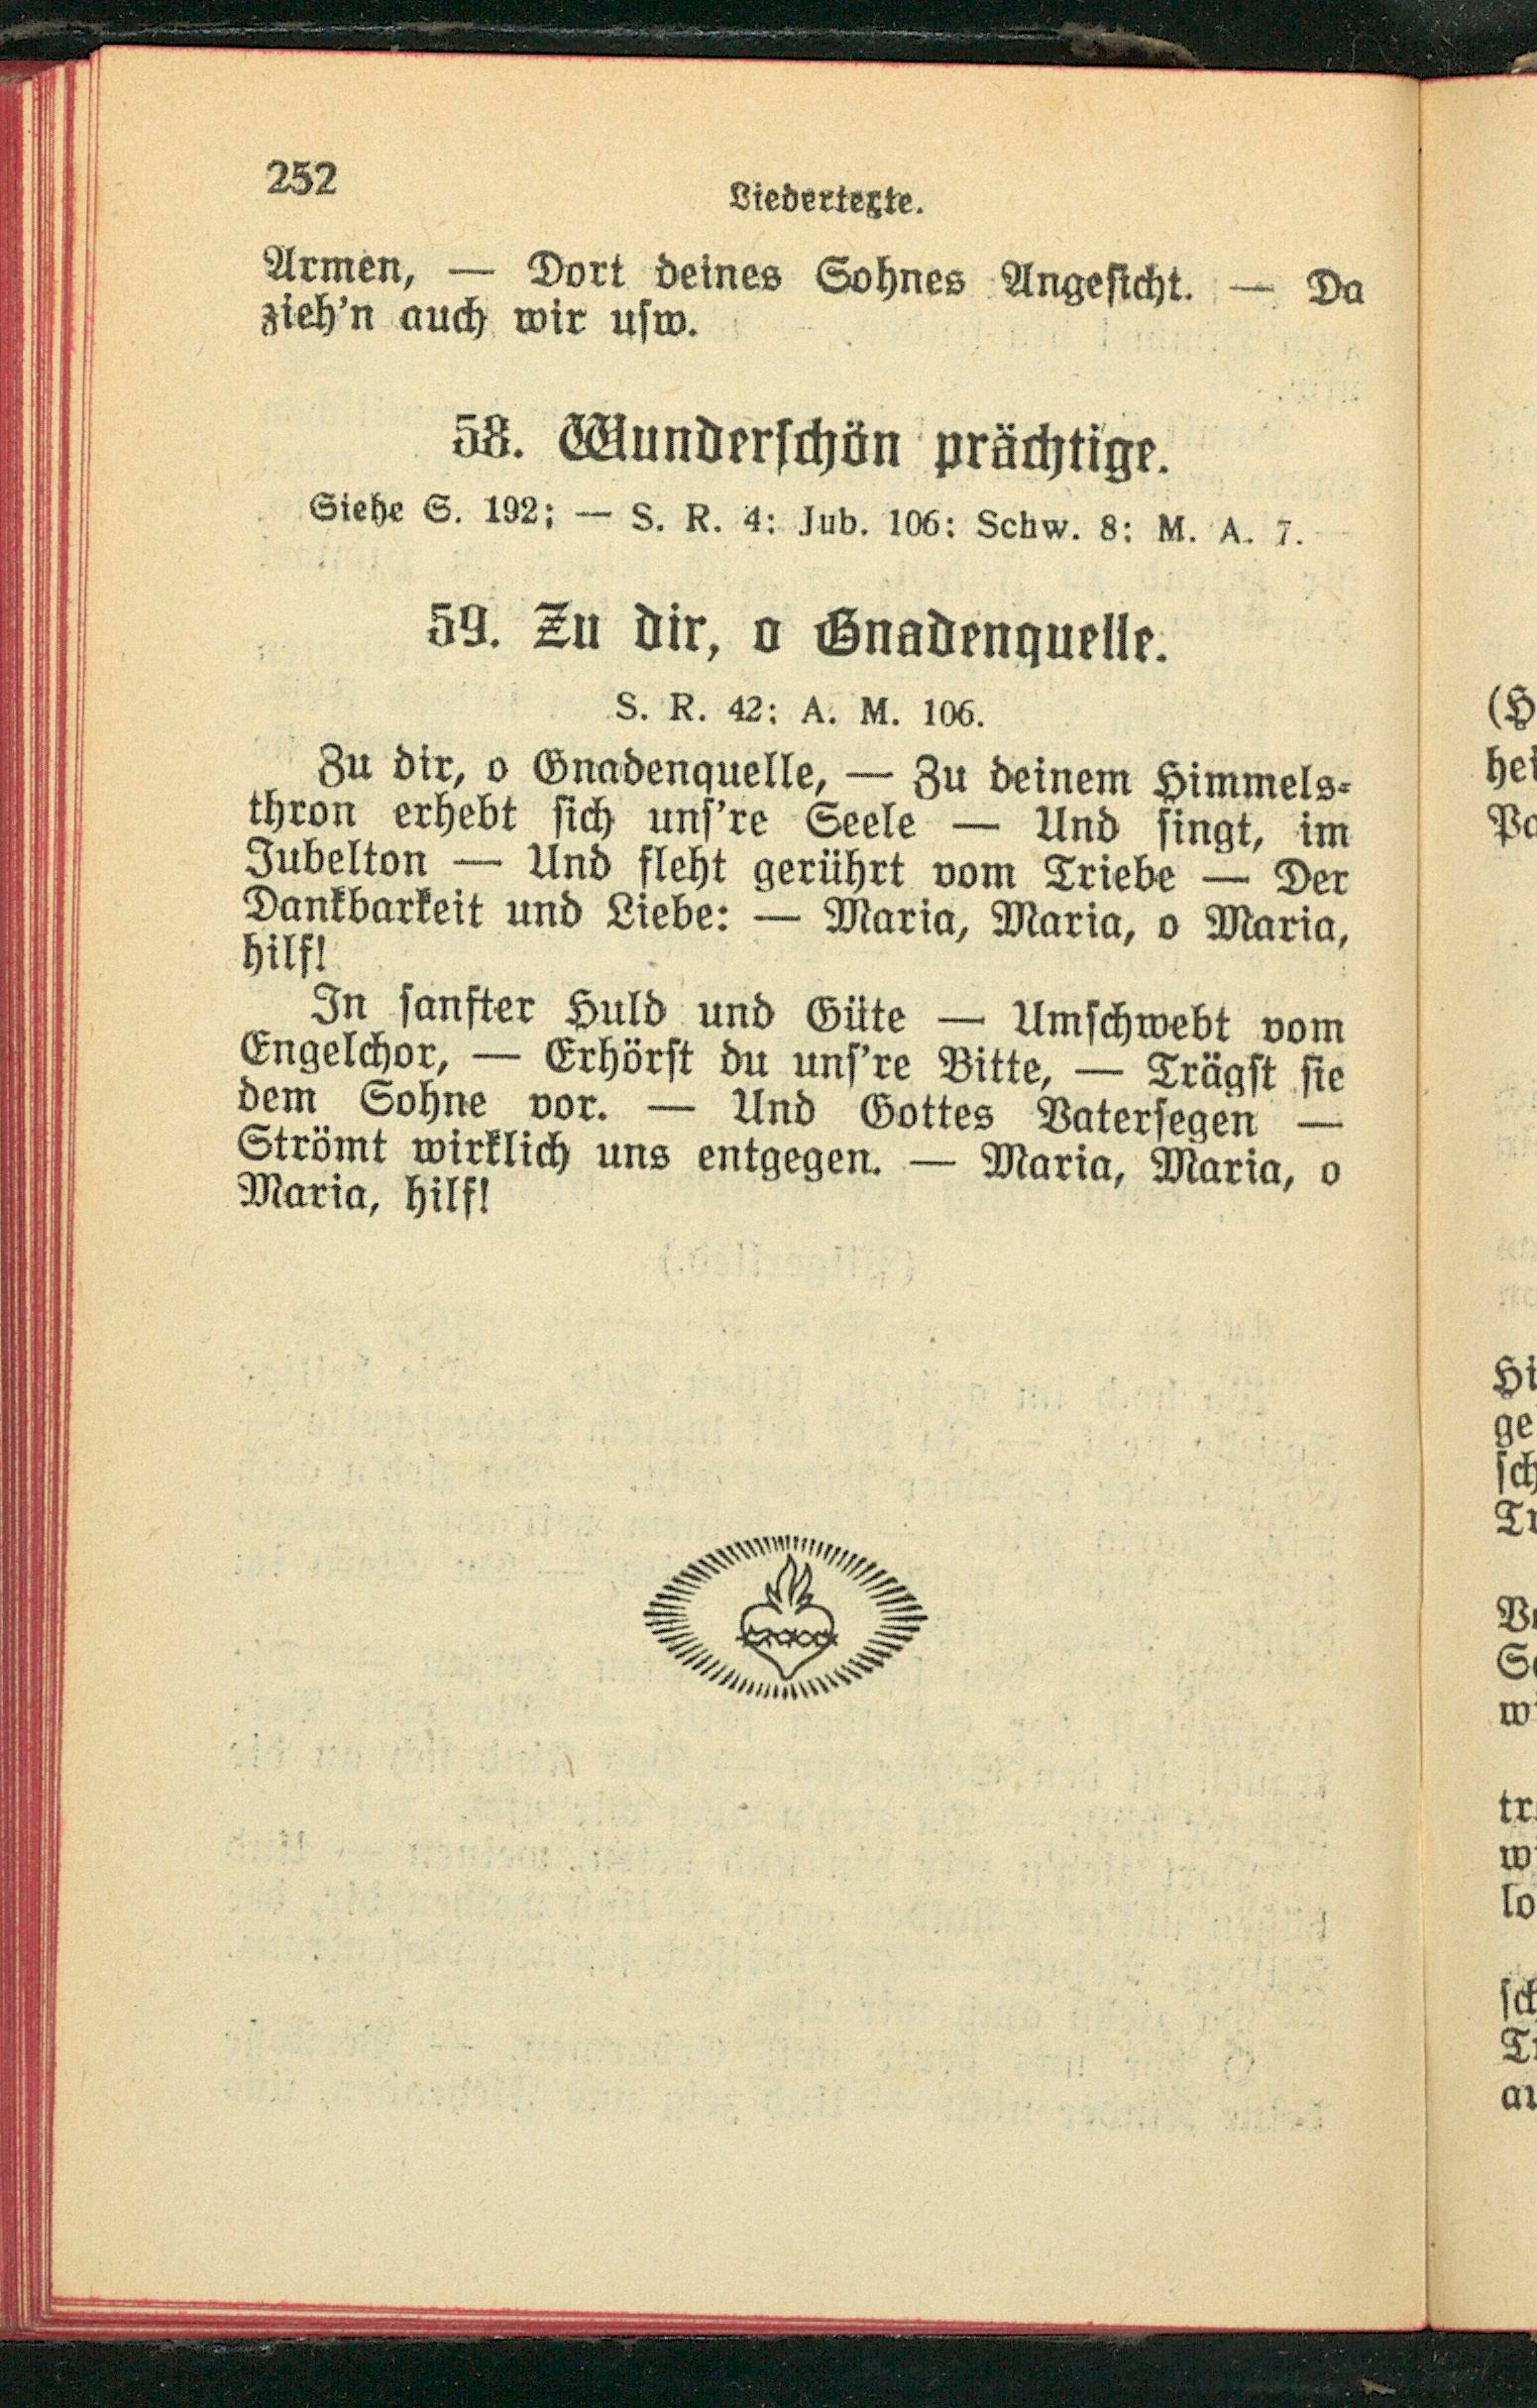 252
Liedertexte.
Armen, — Dort deines Sohnes Angesicht. — Da
zieh'n auch wir usw.
58. Wunderschön prächtige.
Siehe S. 192; — S. R. 4; Jub. 106; Schw. 8; M. A. 7.
59. Zu dir, o Gnadenquelle.
S. R. 42; A. M. 106.
Zu dir, o Gnadenquelle, — Zu deinem Himmels-
thron erhebt sich uns're Seele — Und singt, im
Jubelton — Und fleht gerührt vom Triebe — Der
Dankbarkeit und Liebe: — Maria, Maria, o Maria,
hilf!
In sanfter Huld und Güte — Umschwebt vom
Engelchor, — Erhörst du uns're Bitte, — Trägst sie
dem Sohne vor. — Und Gottes Vatersegen —
Strömt wirklich uns entgegen. — Maria, Maria, o
Maria, hilf!